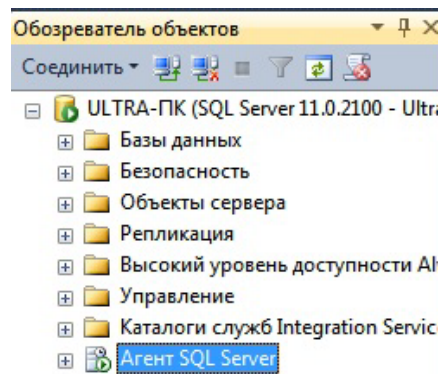 Обозреватель объектов
Соединить
ULTRA-ПК (SQL Server 11.0.2100 - Ultra
Базы данных
Безопасность
Объекты сервера
Репликация
Высокий уровень доступности Al
Управление
Каталоги служб Integration Servic
Агент SQL Server